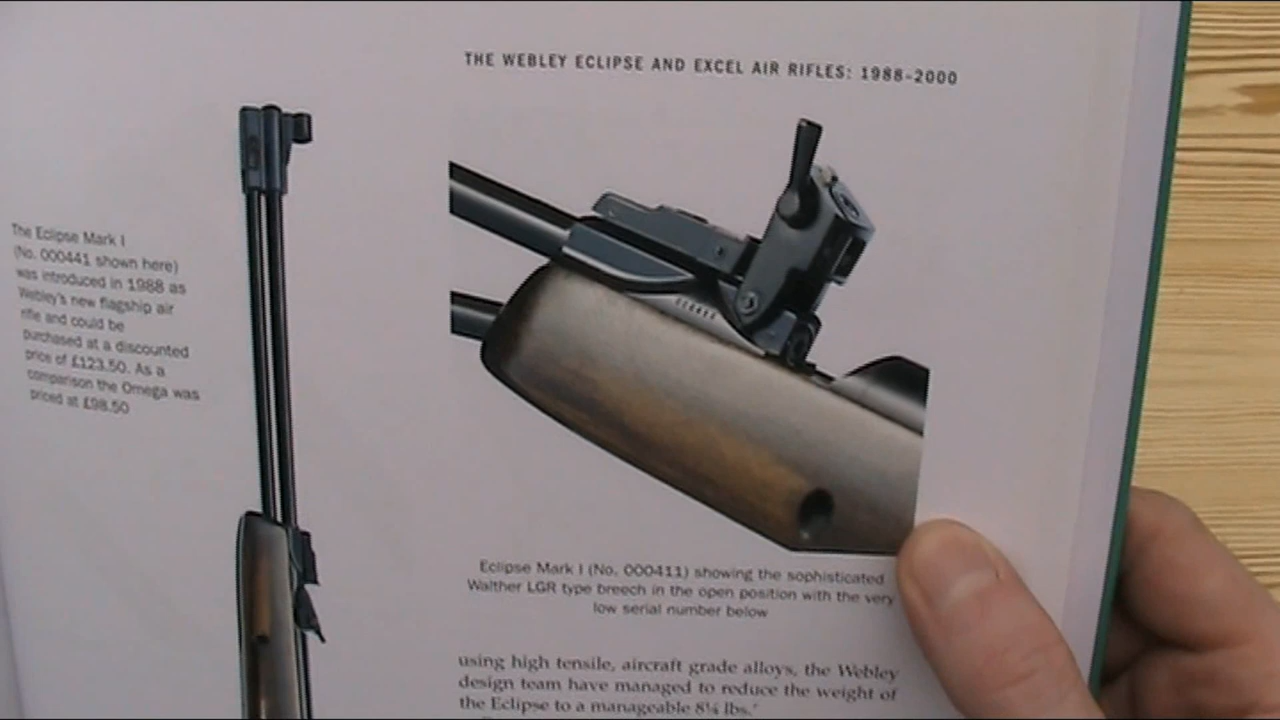 THE WEBLEY ECLIPSE AND EXCEL AIR RIFLES: 1988–2000
The Eclipse Mark I
(No. 000441 shown here)
was introduced in 1988 as
Webley's new flagship air
rifle and could be
purchased at a discounted
price of £123.50. As a
comparison the Omega was
priced at £98.50
Eclipse Mark I (No. 000411) showing the sophisticated
Walther LGR type breech in the open position with the very
low serial number below
using high tensile, aircraft grade alloys, the Webley
design team have managed to reduce the weight of
the Eclipse to a manageable 8¼ lbs.'